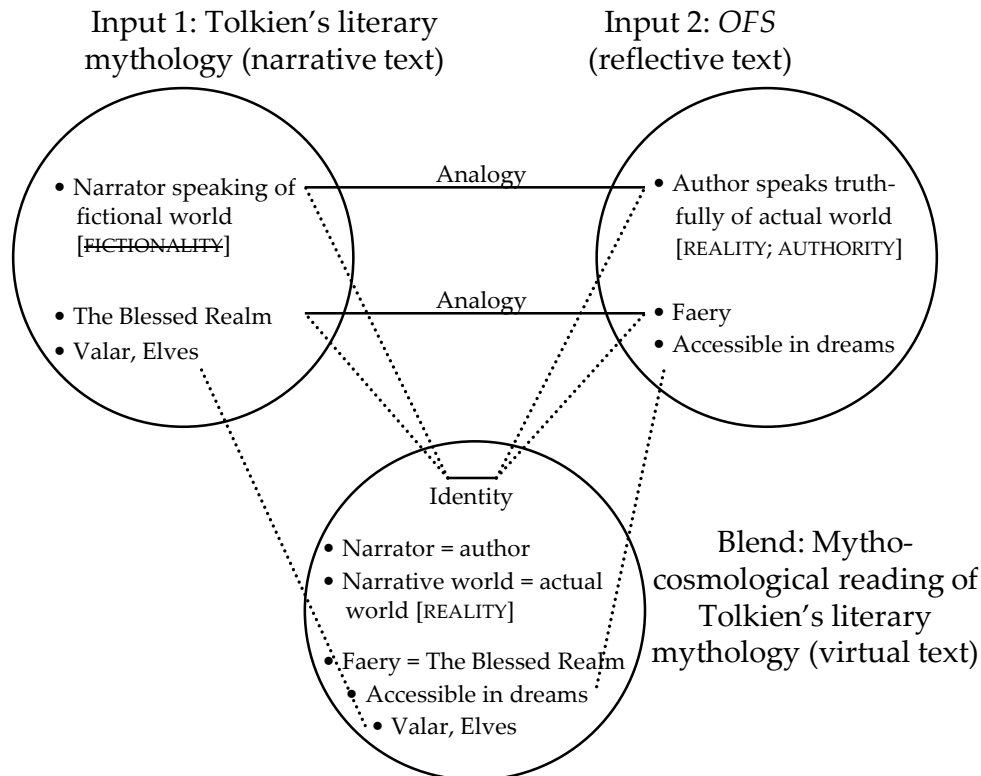 Input 1: Tolkien’s literary
mythology (narrative text)
Input 2: OFS
(reflective text)
• Narrator speaking of
fictional world
[FICTIONALITY]
• The Blessed Realm
• Valar, Elves
Analogy
Analogy
• Author speaks truth-
fully of actual world
[REALITY; AUTHORITY]
• Faery
• Accessible in dreams
Identity
• Narrator = author
• Narrative world = actual
world [REALITY]
• Faery = The Blessed Realm
• Accessible in dreams
• Valar, Elves
Blend: Mytho-
cosmological reading of
Tolkien’s literary
mythology (virtual text)